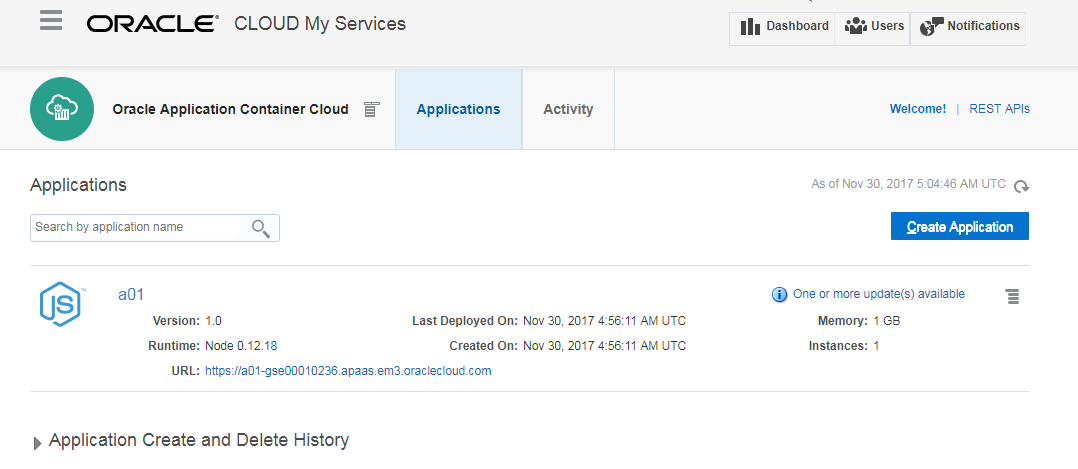 ORACLE® CLOUD My Services
Dashboard Users Notifications
Oracle Application Container Cloud
Applications
Activity
Welcome! | REST APIs
Applications
As of Nov 30, 2017 5:04:46 AM UTC
Search by application name
Create Application
JS™
a01
One or more update(s) available
Version: 1.0 Last Deployed On: Nov 30, 2017 4:56:11 AM UTC Memory: 1 GB
Runtime: Node 0.12.18 Created On: Nov 30, 2017 4:56:11 AM UTC Instances: 1
URL: https://a01-gse00010236.apaas.em3.oraclecloud.com
Application Create and Delete History